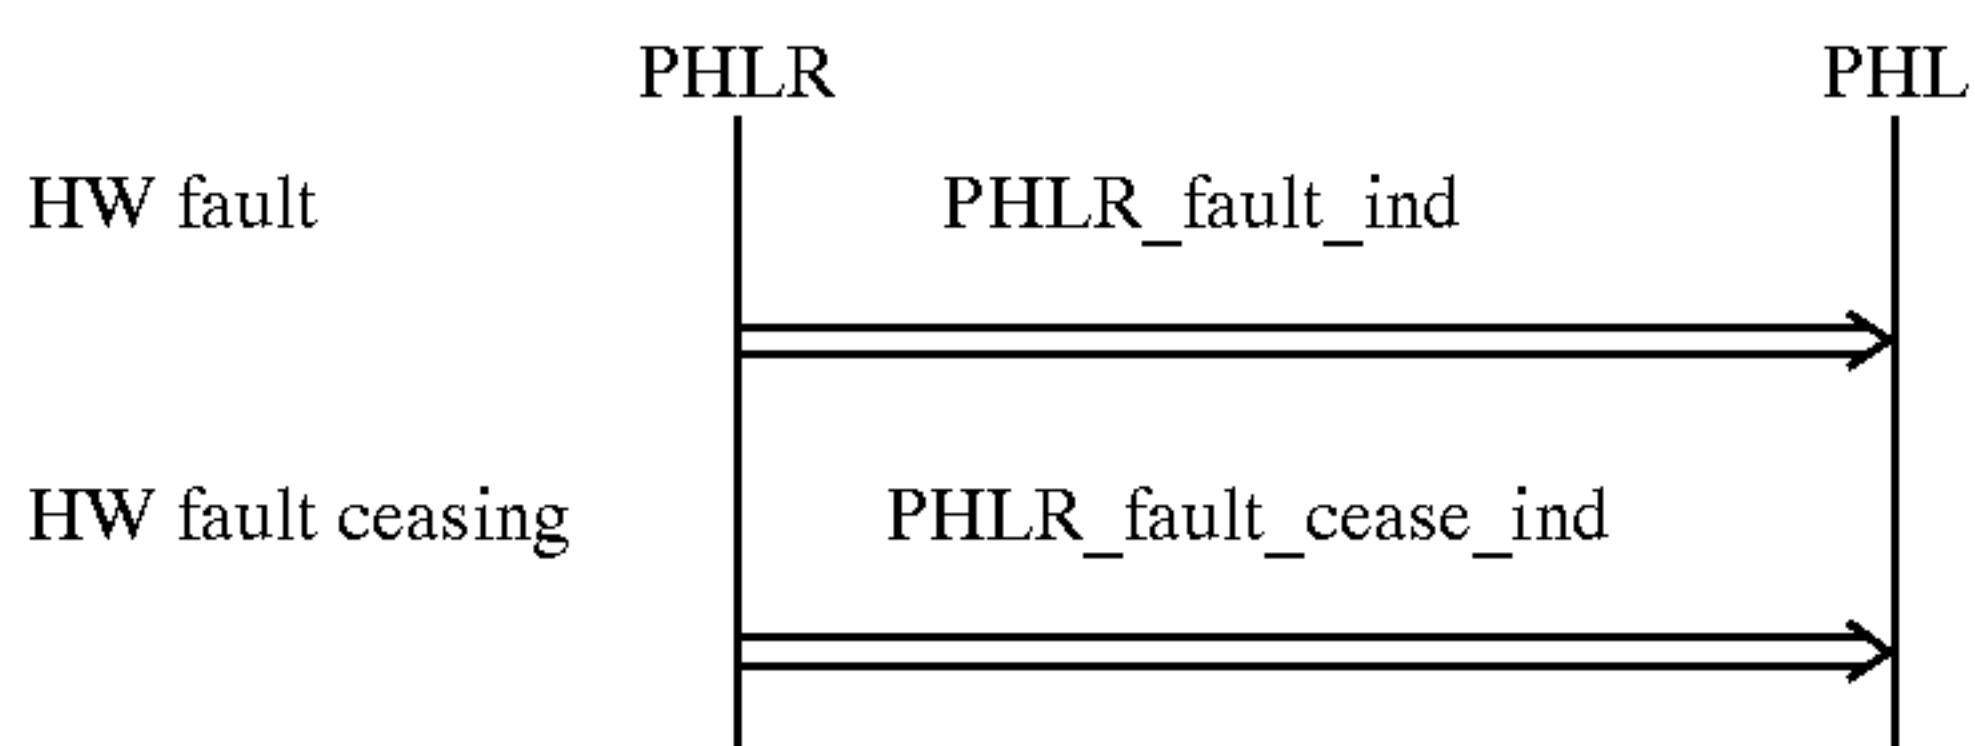 PHLR PHL
HW fault PHLR_fault_ind
HW fault ceasing PHLR_fault_cease_ind